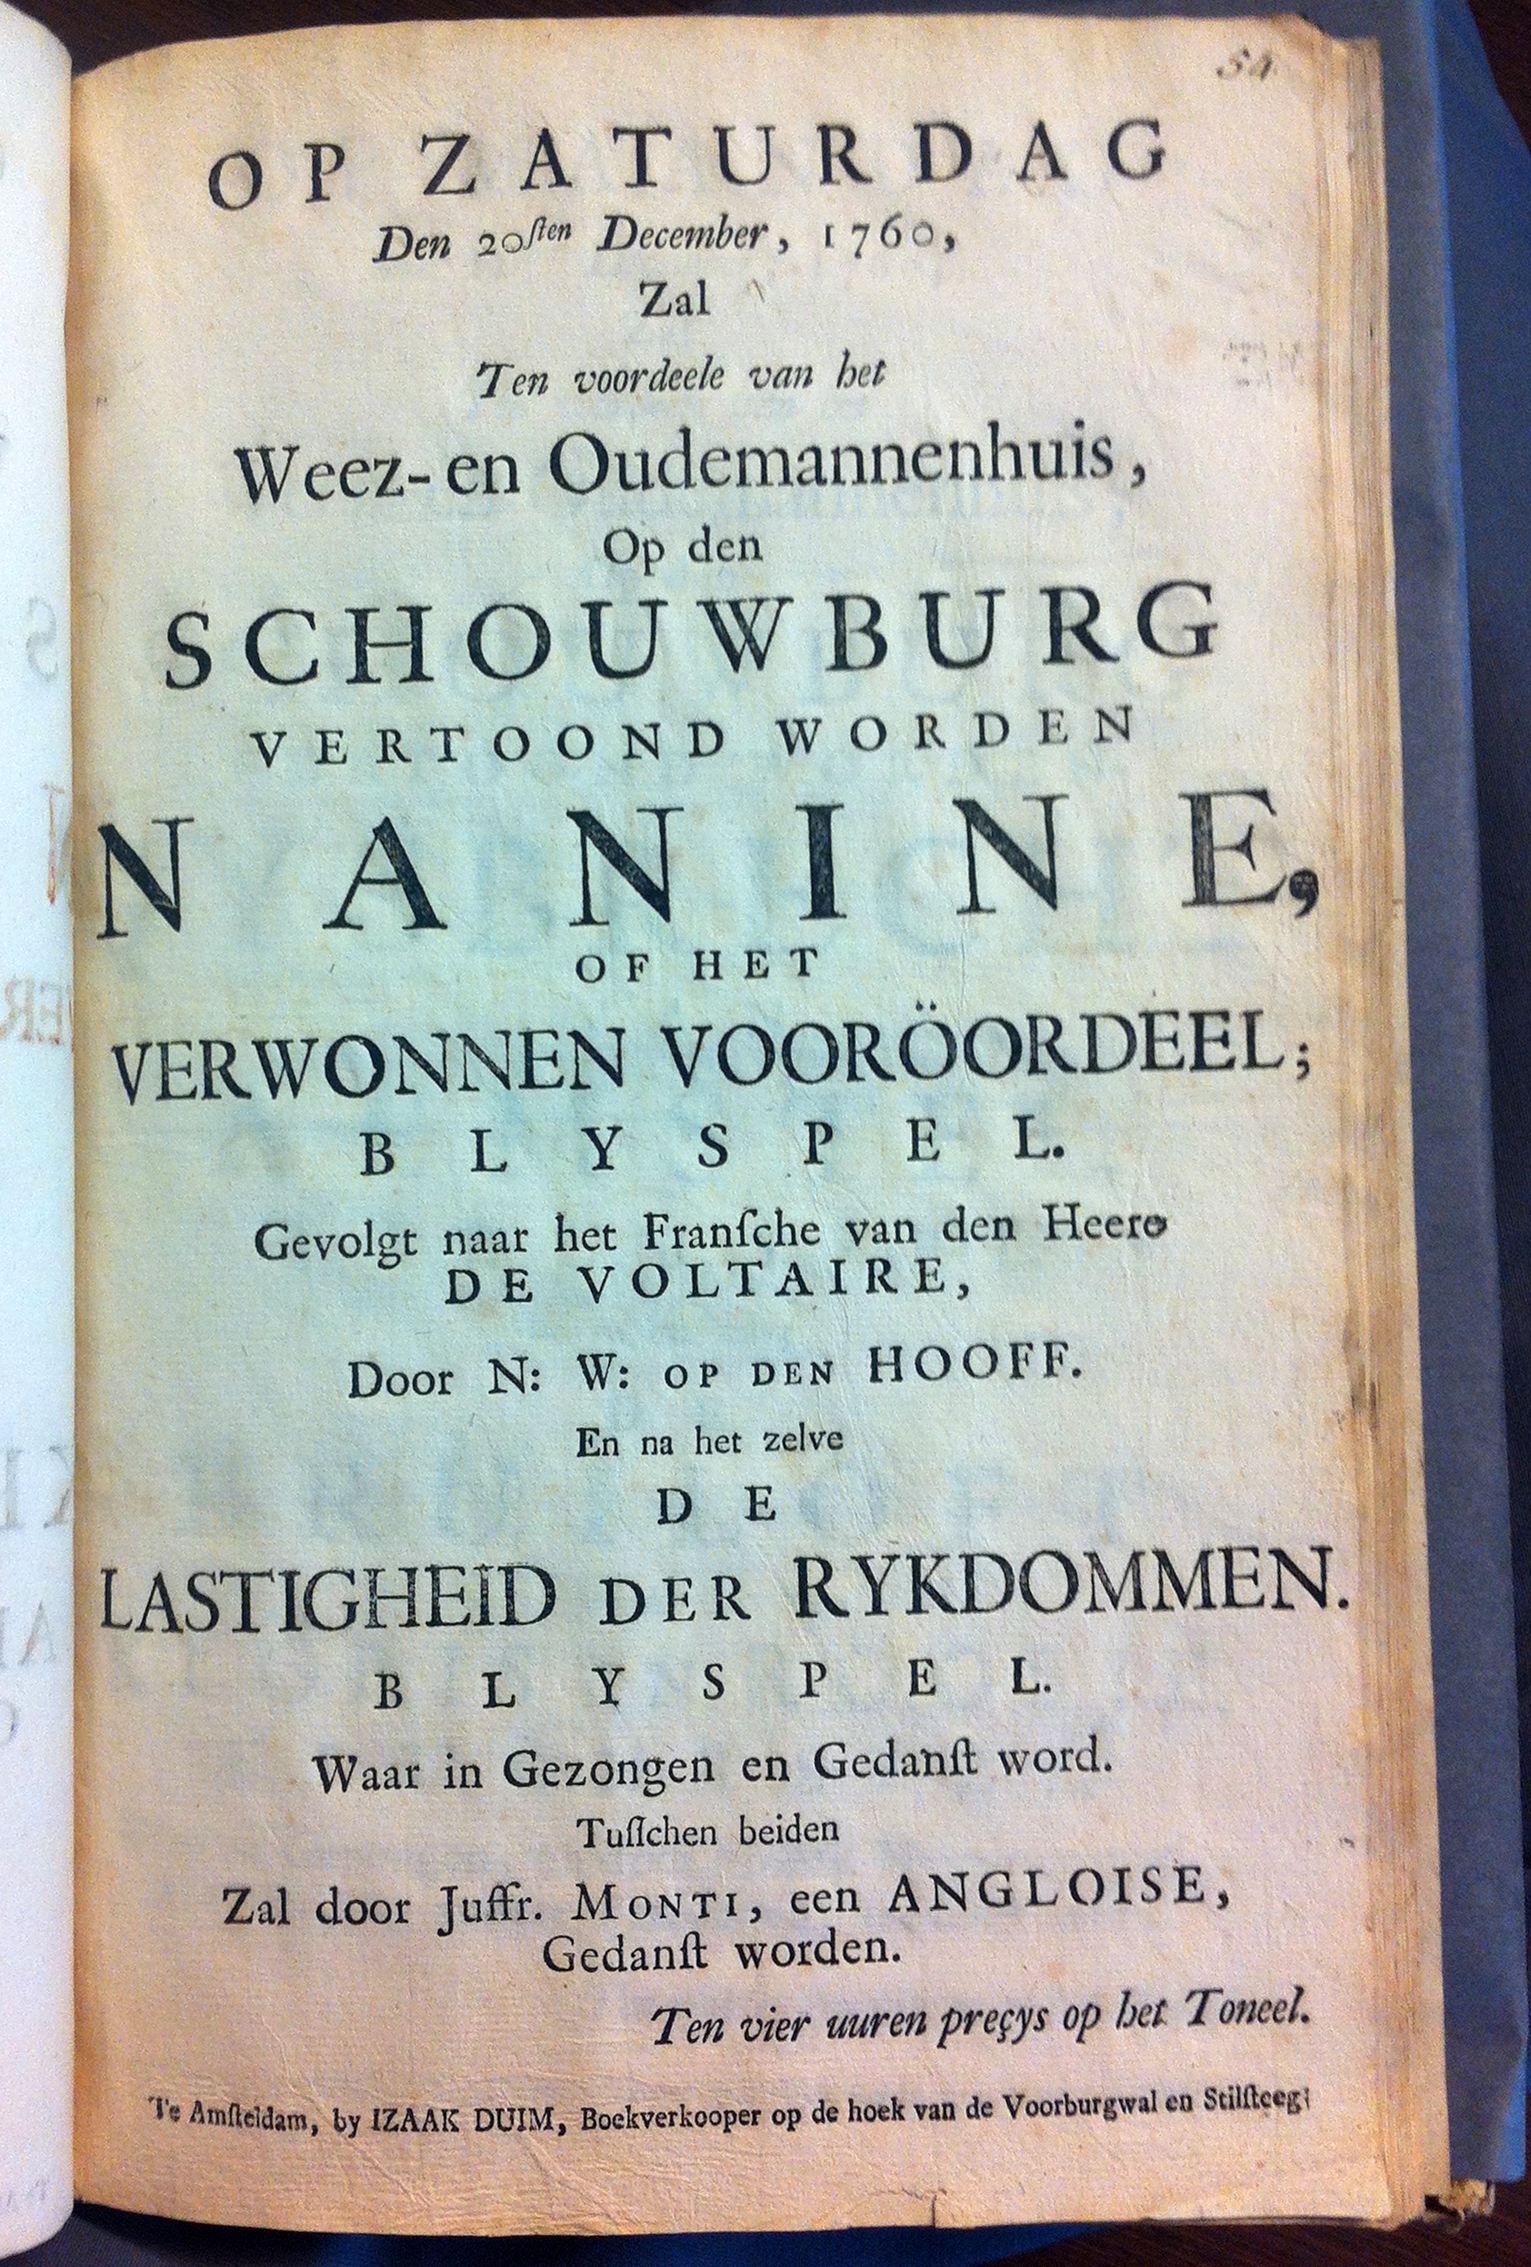 54.
OP ZATURDAG
Den 20ſten December, 1760,
Zal
Ten voordeele van het
Weez- en Oudemannenhuis,
Op den
SCHOUWBURG
VERTOOND WORDEN
NANINE,
OF HET
VERWONNEN VOORÖORDEEL;
BLYSPEL.
Gevolgt naar het Franſche van den Heere
DE VOLTAIRE,
Door N: W: OP DEN HOOFF.
En na het zelve
DE
LASTIGHEID DER RYKDOMMEN.
BLYSPEL.
Waar in Gezongen en Gedanſt word.
Tuſſchen beiden
Zal door Juffr. MONTI, een ANGLOISE,
Gedanſt worden.
Ten vier uuren preçys op het Toneel.
Te Amſteldam, by IZAAK DUIM, Boekverkooper op de hoek van de Voorburgwal en Stilſteeg: